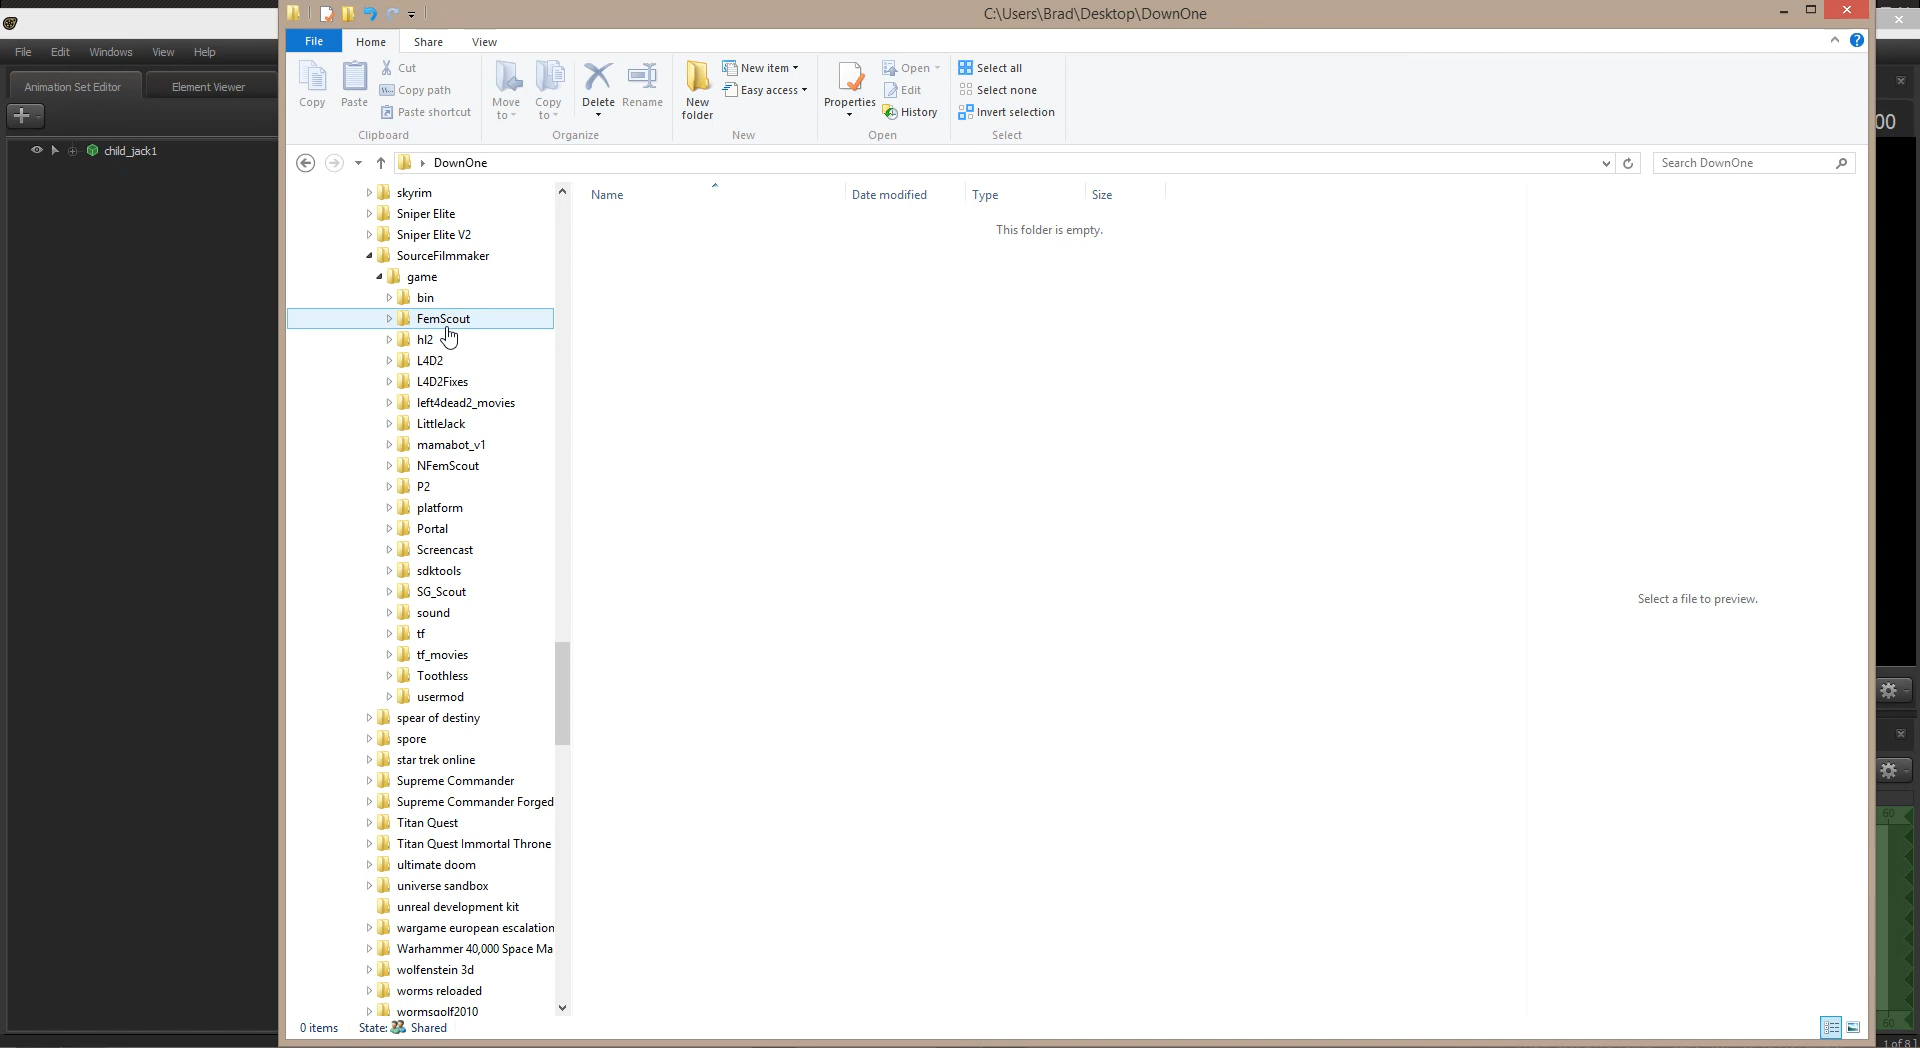 C:\Users\Brad\Desktop\DownOne
File Edit Windows View Help
File Home Share View
Animation Set Editor Element Viewer
child_jack1
Copy
Paste
Cut
Copy path
Paste shortcut
Clipboard
Move to
Copy to
Delete
Rename
Organize
New folder
New item
Easy access
New
Properties
Open
Edit
History
Open
Select all
Select none
Invert selection
Select
00
DownOne
Search DownOne
Name Date modified Type Size
This folder is empty.
Select a file to preview.
skyrim
Sniper Elite
Sniper Elite V2
SourceFilmmaker
game
bin
FemScout
hl2
L4D2
L4D2Fixes
left4dead2_movies
LittleJack
mamabot_v1
NFemScout
P2
platform
Portal
Screencast
sdktools
SG_Scout
sound
tf
tf_movies
Toothless
usermod
spear of destiny
spore
star trek online
Supreme Commander
Supreme Commander Forged
Titan Quest
Titan Quest Immortal Throne
ultimate doom
universe sandbox
unreal development kit
wargame european escalation
Warhammer 40,000 Space Ma
wolfenstein 3d
worms reloaded
wormsgolf2010
0 items State: Shared
60
60
1 of 81